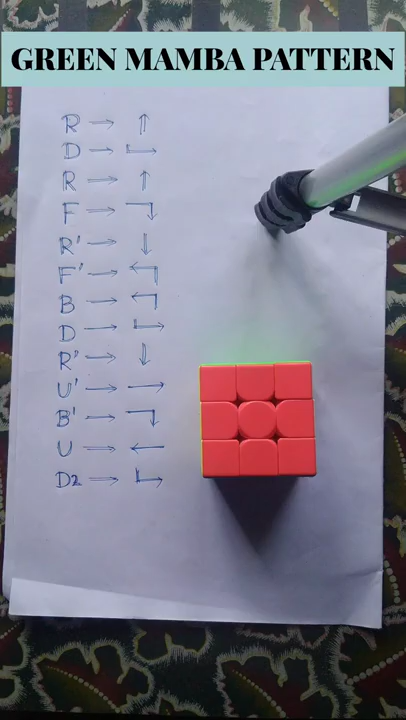 GREEN MAMBA PATTERN
R → ↑
D → ↳
R → ↑
F → ↴
R' → ↓
F' → ↰
B → ↰
D → ↳
R' → ↓
U' → →
B' → ↴
U → ←
D2 → ↳